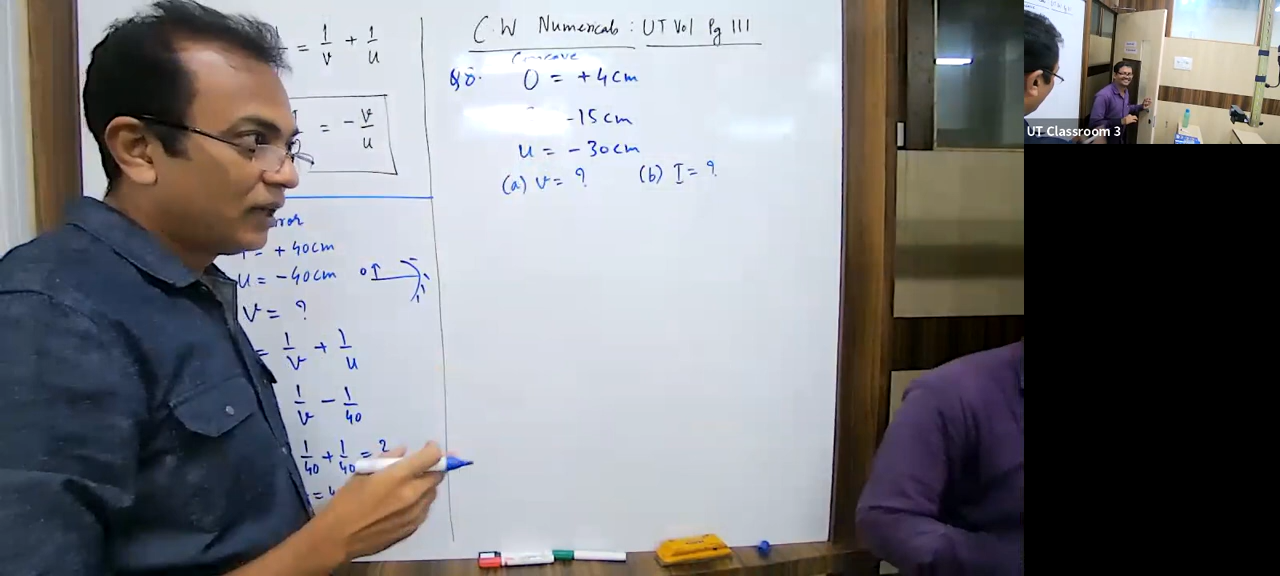 = 1/v + 1/u
= - v/u
C.W Numericals : UT Vol Pg 111
Concave
Q8. O = +4cm
-15cm
u = -30cm
(a) v = ? (b) I = ?
= +40cm
u = -40cm
v = ?
= 1/v + 1/u
1/v - 1/40
1/40 + 1/40 = 2
UT Classroom 3